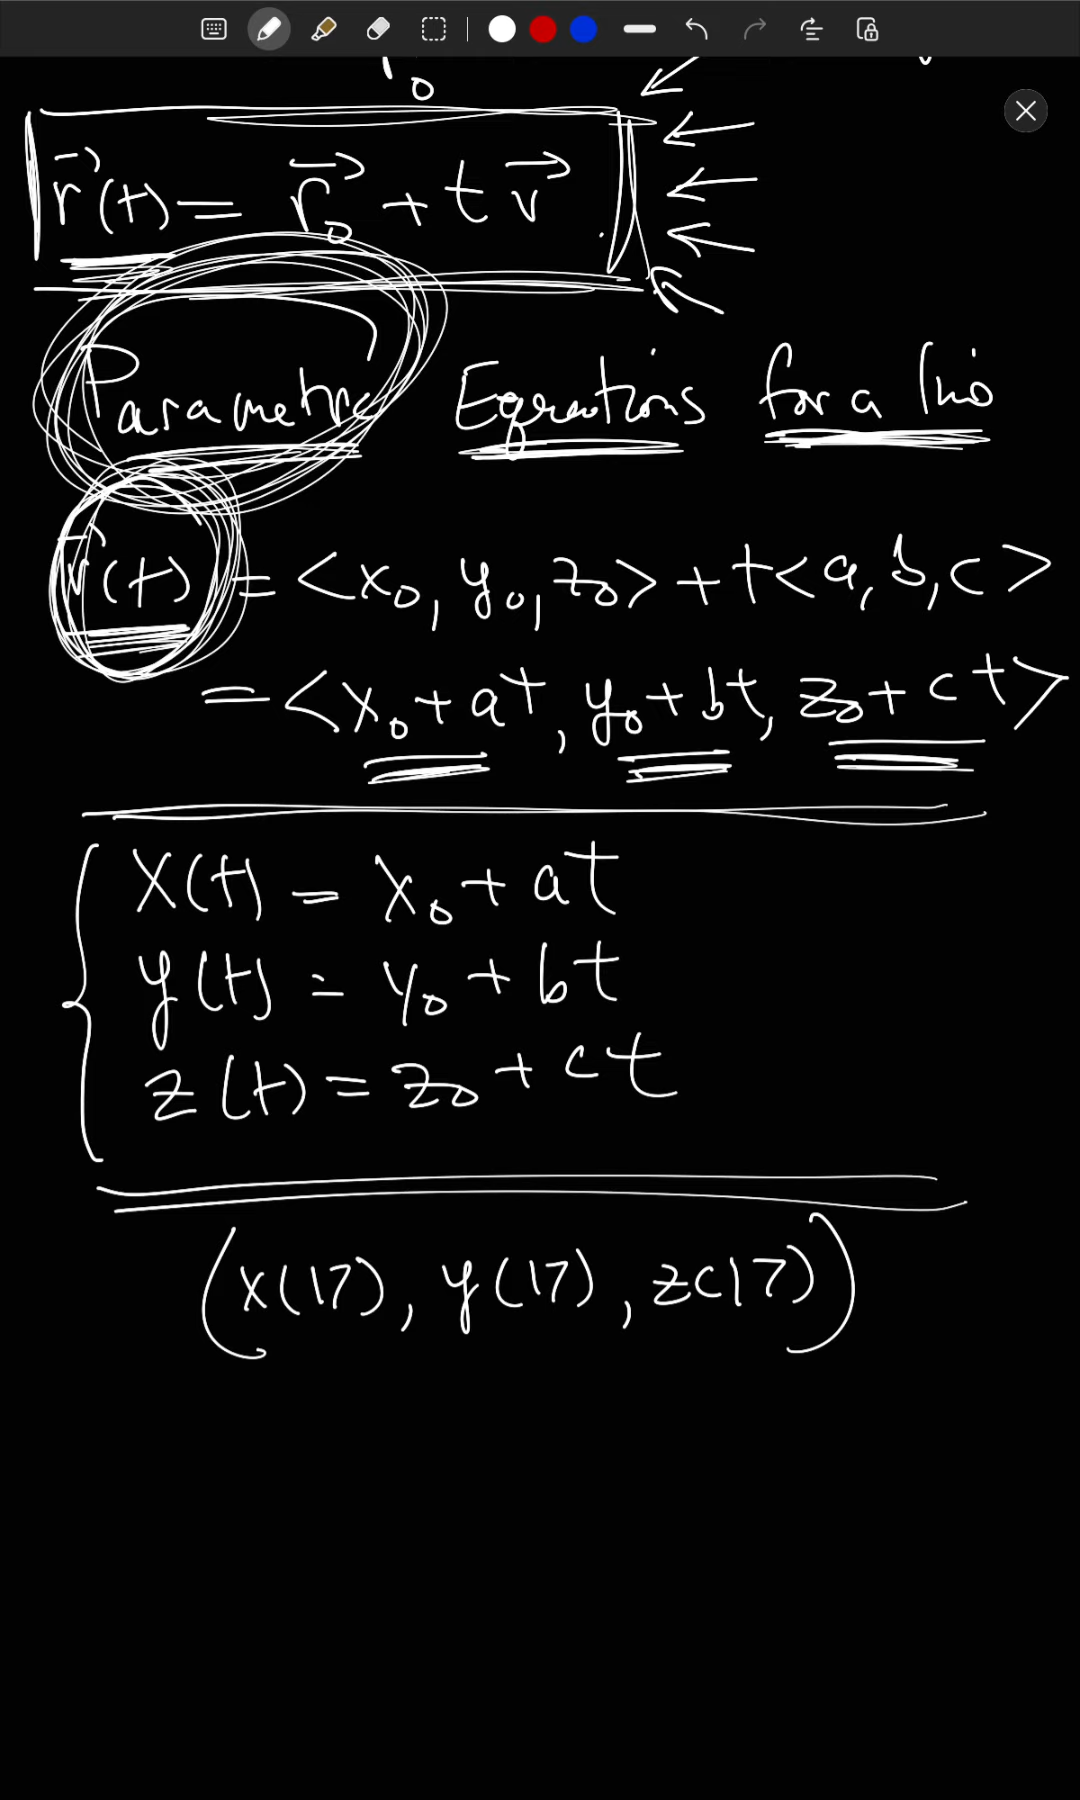 r₀
r⃗(t) = r⃗₀ + t v⃗
Parametric Equations for a line
r⃗(t) = <x₀, y₀, z₀> + t<a, b, c>
= <x₀ + at, y₀ + bt, z₀ + ct>
x(t) = x₀ + at
y(t) = y₀ + bt
z(t) = z₀ + ct
(x(17), y(17), z(17))